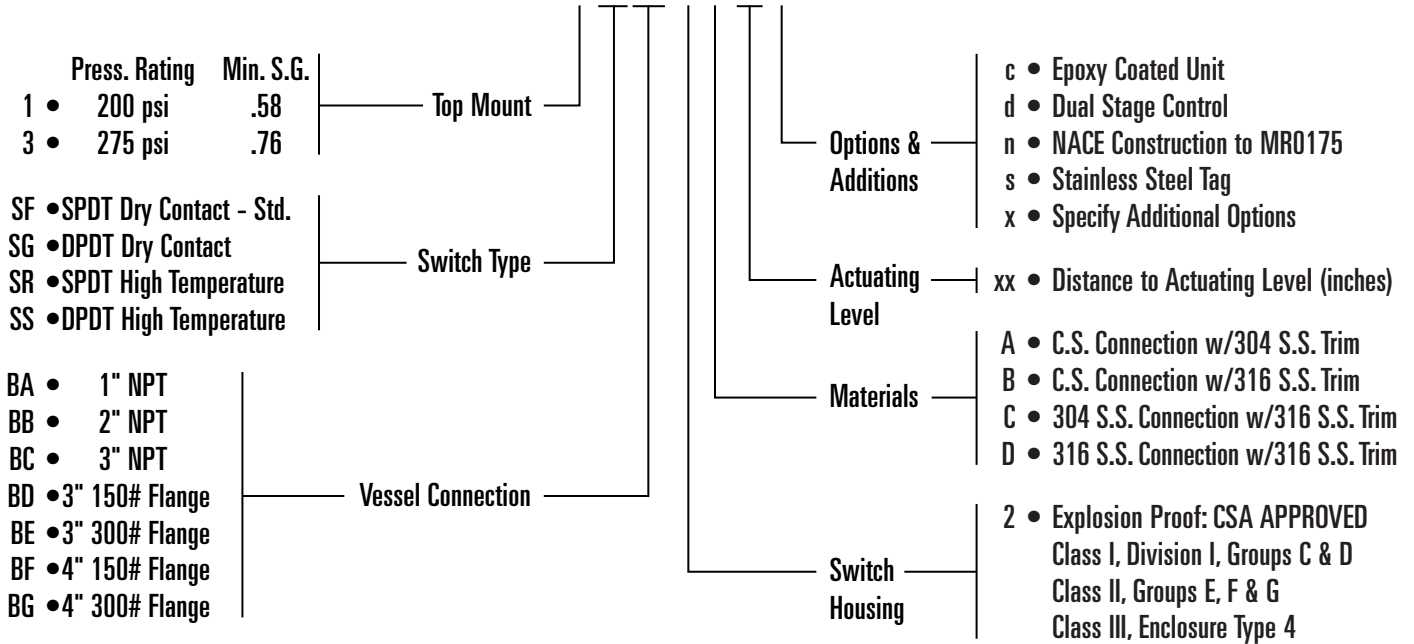 Press. Rating Min. S.G.
1 • 200 psi .58
3 • 275 psi .76
Top Mount
SF •SPDT Dry Contact - Std.
SG •DPDT Dry Contact
SR •SPDT High Temperature
SS •DPDT High Temperature
Switch Type
BA • 1" NPT
BB • 2" NPT
BC • 3" NPT
BD •3" 150# Flange
BE •3" 300# Flange
BF •4" 150# Flange
BG •4" 300# Flange
Vessel Connection
Options &
Additions
c • Epoxy Coated Unit
d • Dual Stage Control
n • NACE Construction to MR0175
s • Stainless Steel Tag
x • Specify Additional Options
Actuating
Level
xx • Distance to Actuating Level (inches)
Materials
A • C.S. Connection w/304 S.S. Trim
B • C.S. Connection w/316 S.S. Trim
C • 304 S.S. Connection w/316 S.S. Trim
D • 316 S.S. Connection w/316 S.S. Trim
Switch
Housing
2 • Explosion Proof: CSA APPROVED
Class I, Division I, Groups C & D
Class II, Groups E, F & G
Class III, Enclosure Type 4